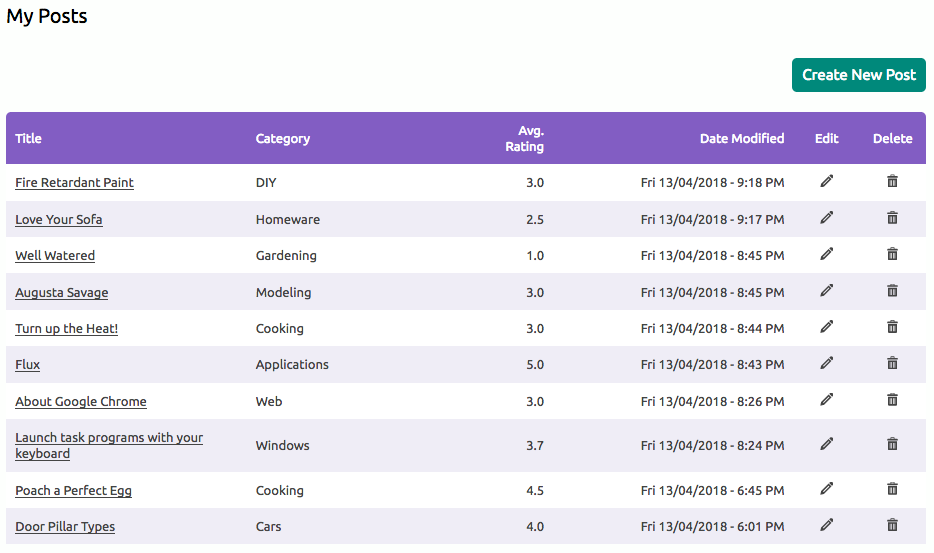 My Posts
Create New Post
Title Category Avg. Rating Date Modified Edit Delete
Fire Retardant Paint DIY 3.0 Fri 13/04/2018 - 9:18 PM
Love Your Sofa Homeware 2.5 Fri 13/04/2018 - 9:17 PM
Well Watered Gardening 1.0 Fri 13/04/2018 - 8:45 PM
Augusta Savage Modeling 3.0 Fri 13/04/2018 - 8:45 PM
Turn up the Heat! Cooking 3.0 Fri 13/04/2018 - 8:44 PM
Flux Applications 5.0 Fri 13/04/2018 - 8:43 PM
About Google Chrome Web 3.0 Fri 13/04/2018 - 8:26 PM
Launch task programs with your keyboard Windows 3.7 Fri 13/04/2018 - 8:24 PM
Poach a Perfect Egg Cooking 4.5 Fri 13/04/2018 - 6:45 PM
Door Pillar Types Cars 4.0 Fri 13/04/2018 - 6:01 PM